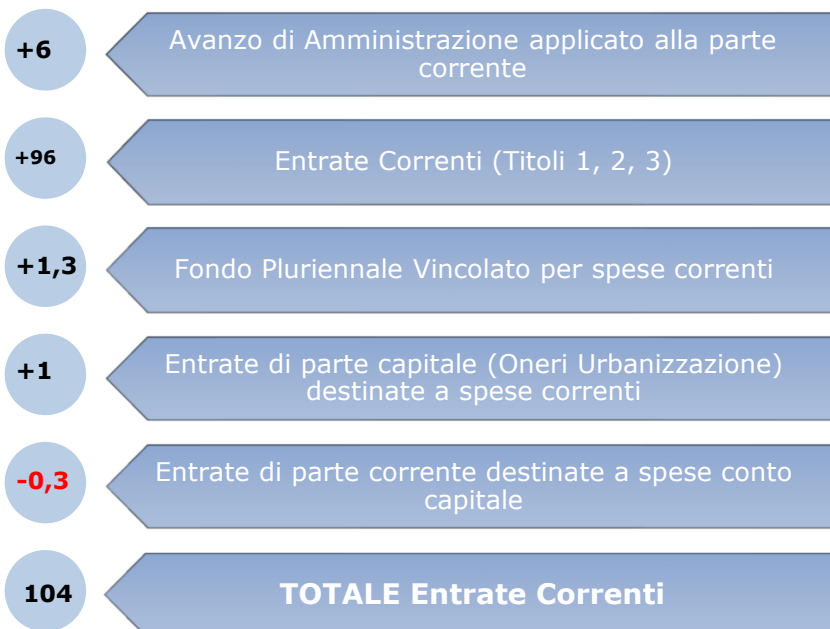 +6
Avanzo di Amministrazione applicato alla parte
corrente
+96
Entrate Correnti (Titoli 1, 2, 3)
+1,3
Fondo Pluriennale Vincolato per spese correnti
+1
Entrate di parte capitale (Oneri Urbanizzazione)
destinate a spese correnti
-0,3
Entrate di parte corrente destinate a spese conto
capitale
104
TOTALE Entrate Correnti